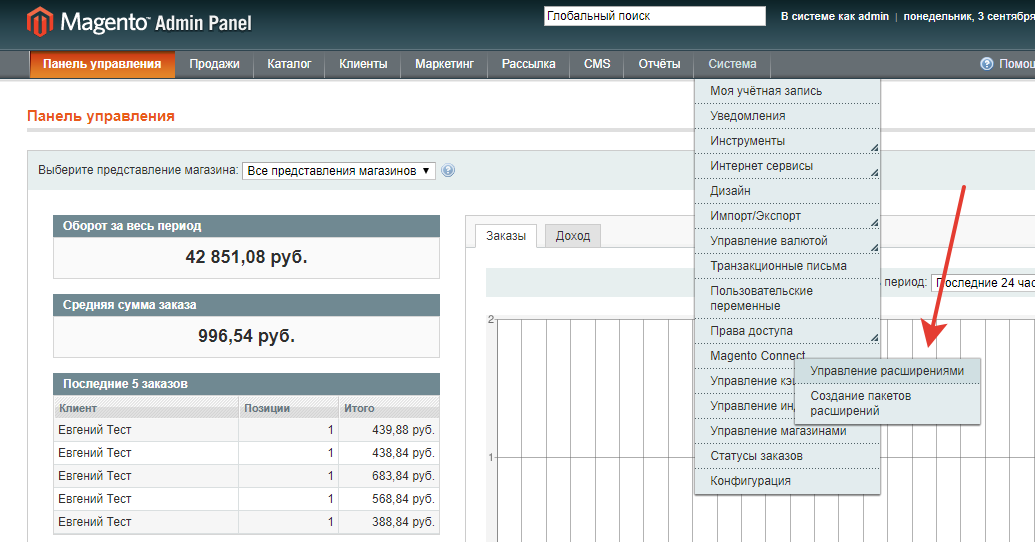 Magento™ Admin Panel
Глобальный поиск
В системе как admin | понедельник, 3 сентября
Панель управления Продажи Каталог Клиенты Маркетинг Рассылка CMS Отчёты Система
Помощ
Моя учётная запись
Уведомления
Инструменты
Интернет сервисы
Дизайн
Импорт/Экспорт
Управление валютой
Транзакционные письма
Пользовательские
переменные
Права доступа
Magento Connect
Управление кэ
Управление ин
Управление магазинами
Статусы заказов
Конфигурация
Управление расширениями
Создание пакетов
расширений
Панель управления
Выберите представление магазина: Все представления магазинов
Оборот за весь период
42 851,08 руб.
Средняя сумма заказа
996,54 руб.
Последние 5 заказов
Клиент Позиции Итого
Евгений Тест 1 439,88 руб.
Евгений Тест 1 438,84 руб.
Евгений Тест 1 683,84 руб.
Евгений Тест 1 568,84 руб.
Евгений Тест 1 388,84 руб.
Заказы Доход
период: Последние 24 час
2
1